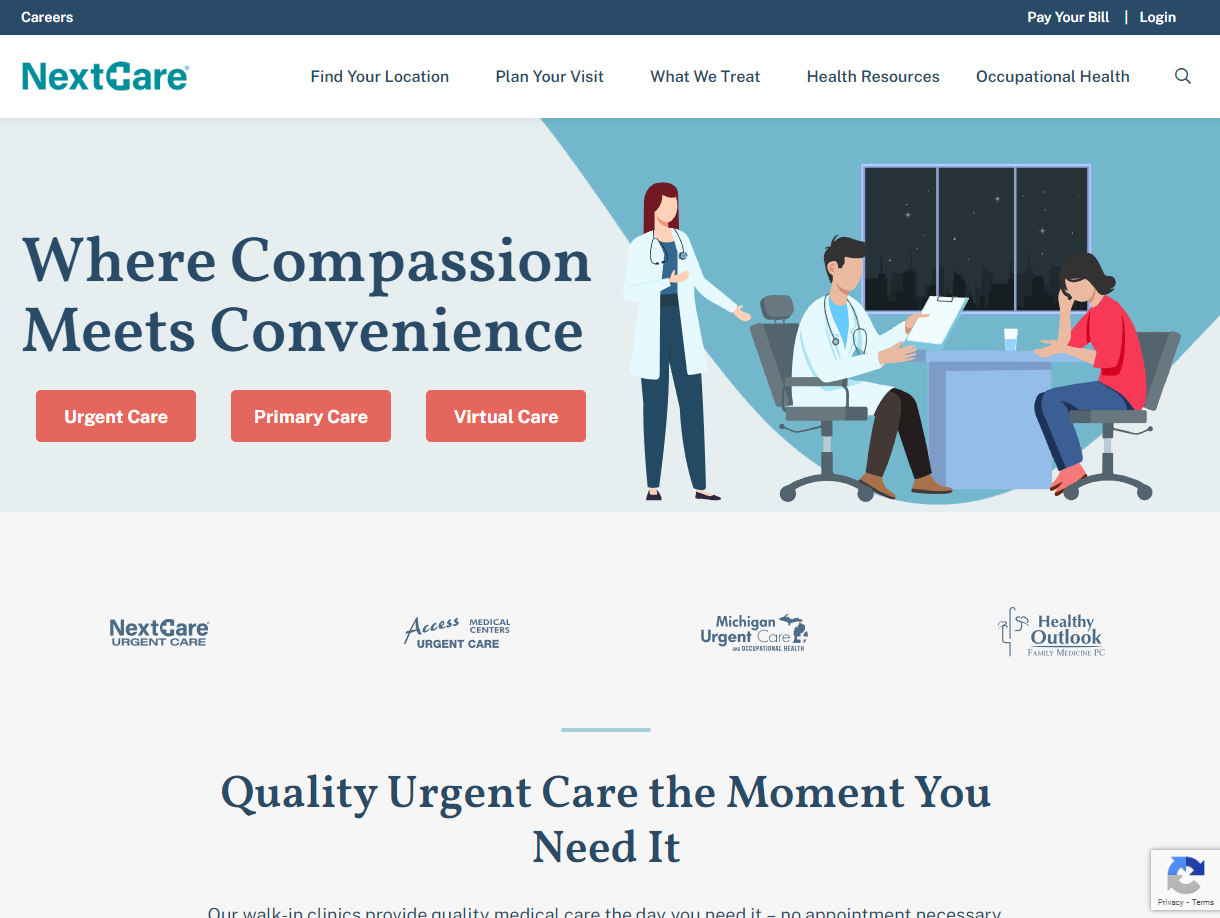 Careers
Pay Your Bill | Login
NextCare
Find Your Location
Plan Your Visit
What We Treat
Health Resources
Occupational Health
Where Compassion
Meets Convenience
Urgent Care
Primary Care
Virtual Care
NextCare
URGENT CARE
Access MEDICAL CENTERS
URGENT CARE
Michigan
Urgent Care
AND OCCUPATIONAL HEALTH
Healthy
Outlook
FAMILY MEDICINE PC
Quality Urgent Care the Moment You
Need It
Our walk-in clinics provide quality medical care the day you need it – no appointment necessary.
Privacy - Terms